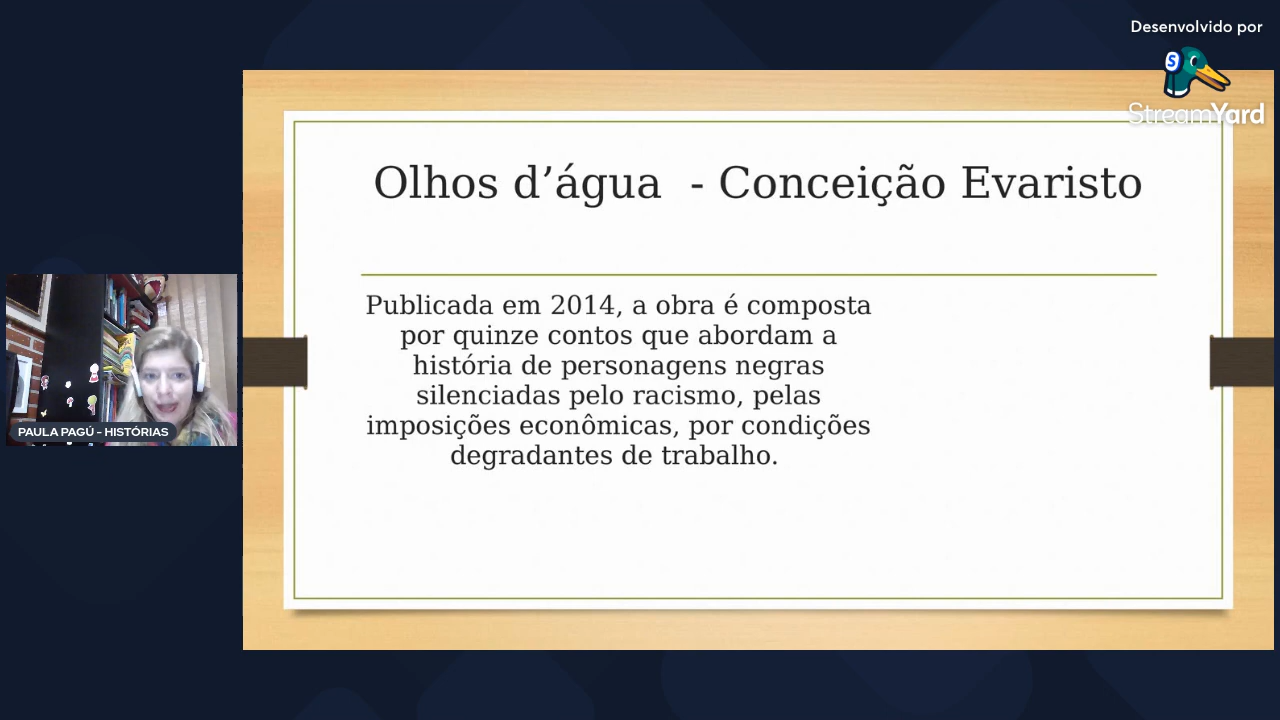 Desenvolvido por
StreamYard
Olhos d’água - Conceição Evaristo
Publicada em 2014, a obra é composta
por quinze contos que abordam a
história de personagens negras
silenciadas pelo racismo, pelas
imposições econômicas, por condições
degradantes de trabalho.
PAULA PAGÚ - HISTÓRIAS